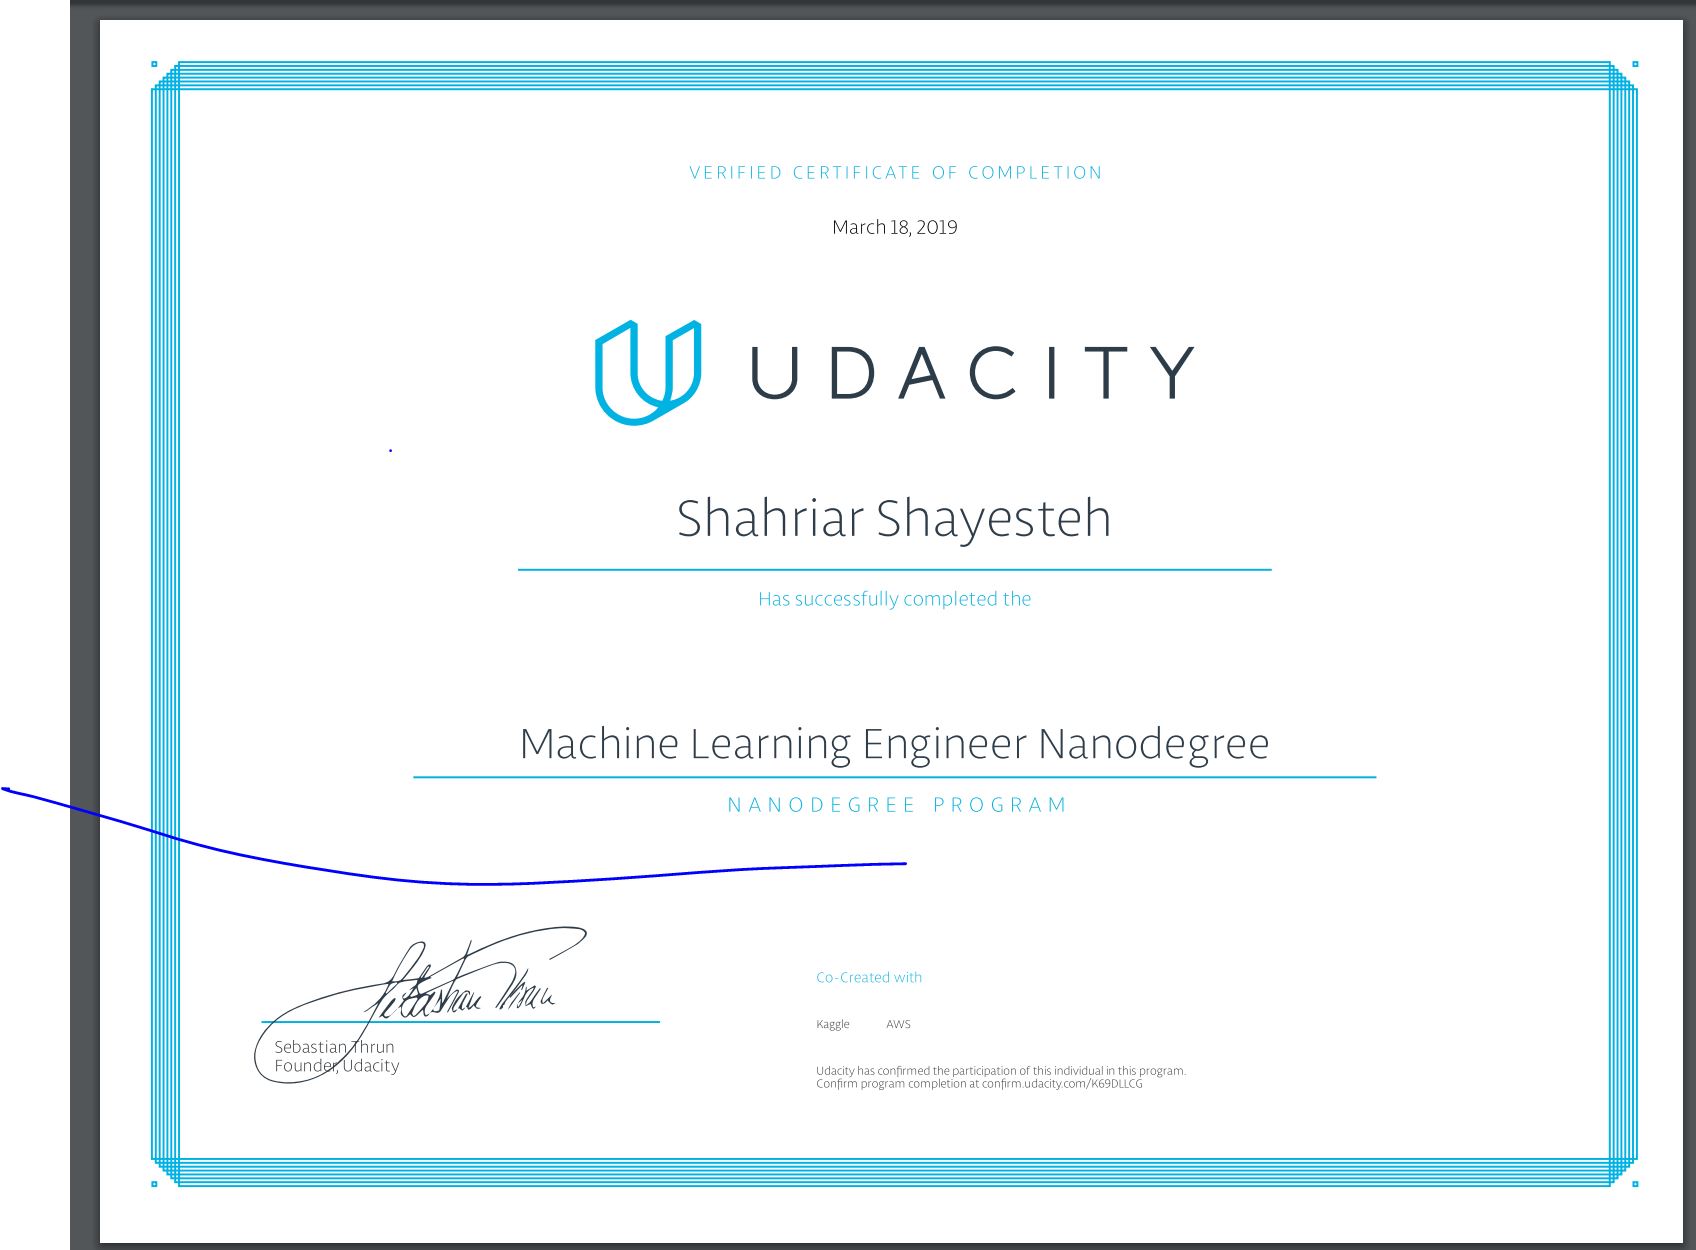 VERIFIED CERTIFICATE OF COMPLETION
March 18, 2019
UDACITY
Shahriar Shayesteh
Has successfully completed the
Machine Learning Engineer Nanodegree
NANODEGREE PROGRAM
Sebastian Thrun
Sebastian Thrun
Founder, Udacity
Co-Created with
Kaggle AWS
Udacity has confirmed the participation of this individual in this program.
Confirm program completion at confirm.udacity.com/K69DLLCG